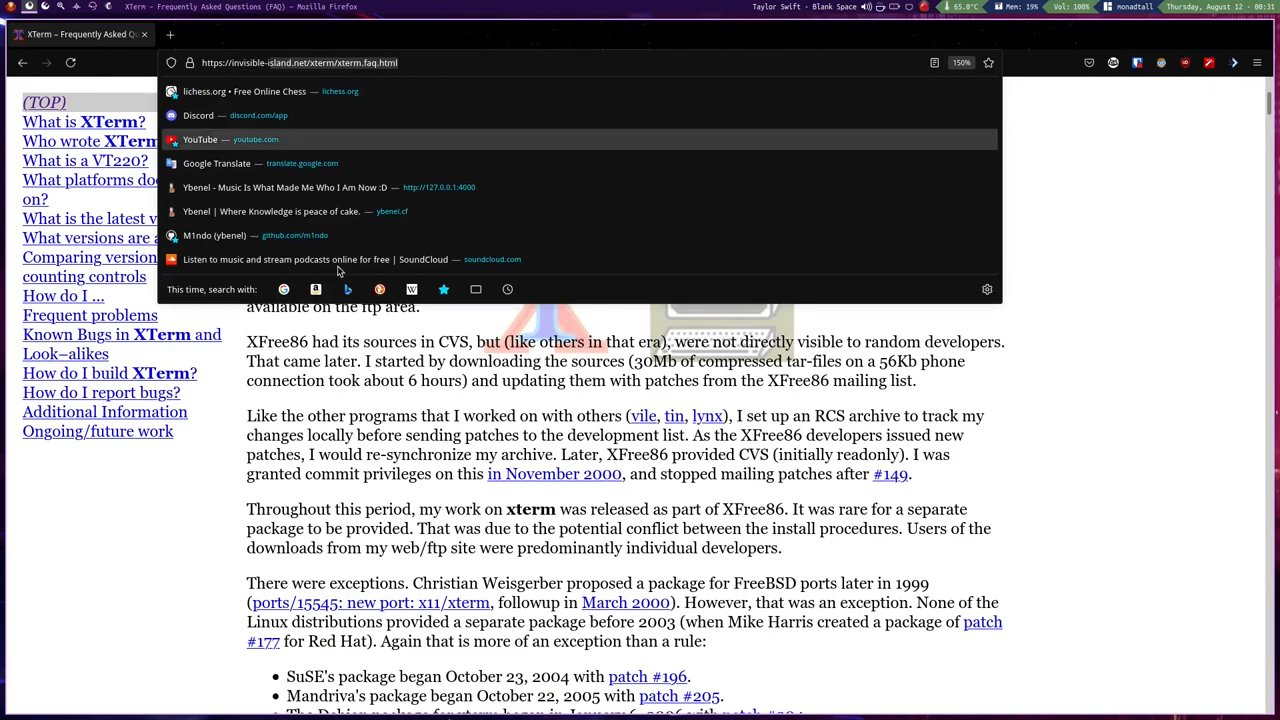 XTerm – Frequently Asked Questions (FAQ) - Mozilla Firefox
Taylor Swift - Blank Space
65.0°C
Mem: 19%
Vol: 100%
monadtall
Thursday, August 12 - 00:31
XTerm – Frequently Asked Qu
https://invisible-island.net/xterm/xterm.faq.html
150%
lichess.org • Free Online Chess — lichess.org
Discord — discord.com/app
YouTube — youtube.com
Google Translate — translate.google.com
Ybenel - Music Is What Made Me Who I Am Now :D — http://127.0.0.1:4000
Ybenel | Where Knowledge is peace of cake. — ybenel.cf
M1ndo (ybenel) — github.com/m1ndo
Listen to music and stream podcasts online for free | SoundCloud — soundcloud.com
This time, search with:
(TOP)
What is XTerm?
Who wrote XTerm
What is a VT220?
What platforms do
on?
What is the latest v
What versions are a
Comparing version
counting controls
How do I ...
Frequent problems
Known Bugs in XTerm and
Look–alikes
How do I build XTerm?
How do I report bugs?
Additional Information
Ongoing/future work
available on the ftp area.
XFree86 had its sources in CVS, but (like others in that era), were not directly visible to random developers.
That came later. I started by downloading the sources (30Mb of compressed tar-files on a 56Kb phone
connection took about 6 hours) and updating them with patches from the XFree86 mailing list.
Like the other programs that I worked on with others (vile, tin, lynx), I set up an RCS archive to track my
changes locally before sending patches to the development list. As the XFree86 developers issued new
patches, I would re-synchronize my archive. Later, XFree86 provided CVS (initially readonly). I was
granted commit privileges on this in November 2000, and stopped mailing patches after #149.
Throughout this period, my work on xterm was released as part of XFree86. It was rare for a separate
package to be provided. That was due to the potential conflict between the install procedures. Users of the
downloads from my web/ftp site were predominantly individual developers.
There were exceptions. Christian Weisgerber proposed a package for FreeBSD ports later in 1999
(ports/15545: new port: x11/xterm, followup in March 2000). However, that was an exception. None of the
Linux distributions provided a separate package before 2003 (when Mike Harris created a package of patch
#177 for Red Hat). Again that is more of an exception than a rule:
• SuSE's package began October 23, 2004 with patch #196.
• Mandriva's package began October 22, 2005 with patch #205.